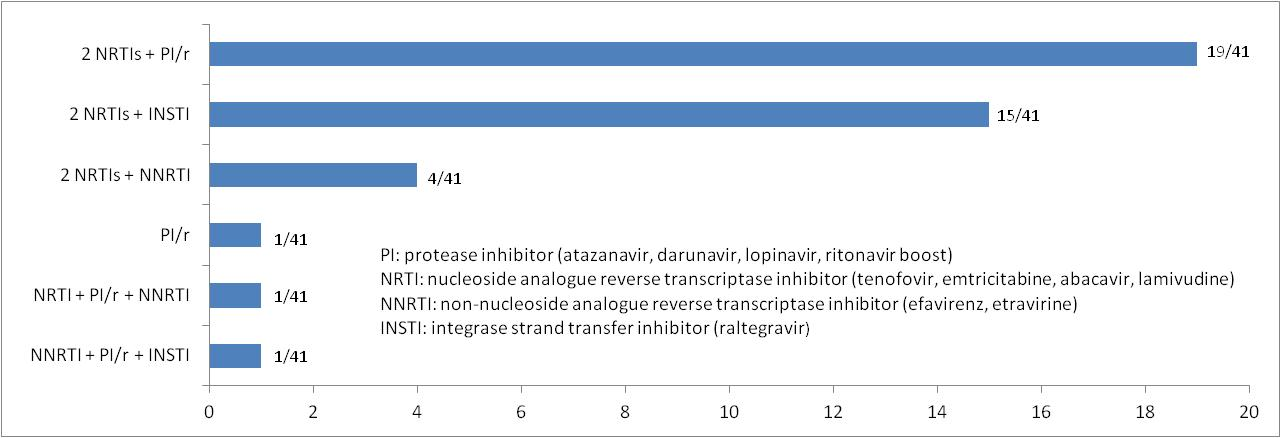 2 NRTIs + PI/r
19/41
2 NRTIs + INSTI
15/41
2 NRTIs + NNRTI
4/41
PI/r
1/41
NRTI + PI/r + NNRTI
1/41
NNRTI + PI/r + INSTI
1/41
PI: protease inhibitor (atazanavir, darunavir, lopinavir, ritonavir boost)
NRTI: nucleoside analogue reverse transcriptase inhibitor (tenofovir, emtricitabine, abacavir, lamivudine)
NNRTI: non-nucleoside analogue reverse transcriptase inhibitor (efavirenz, etravirine)
INSTI: integrase strand transfer inhibitor (raltegravir)
0 2 4 6 8 10 12 14 16 18 20